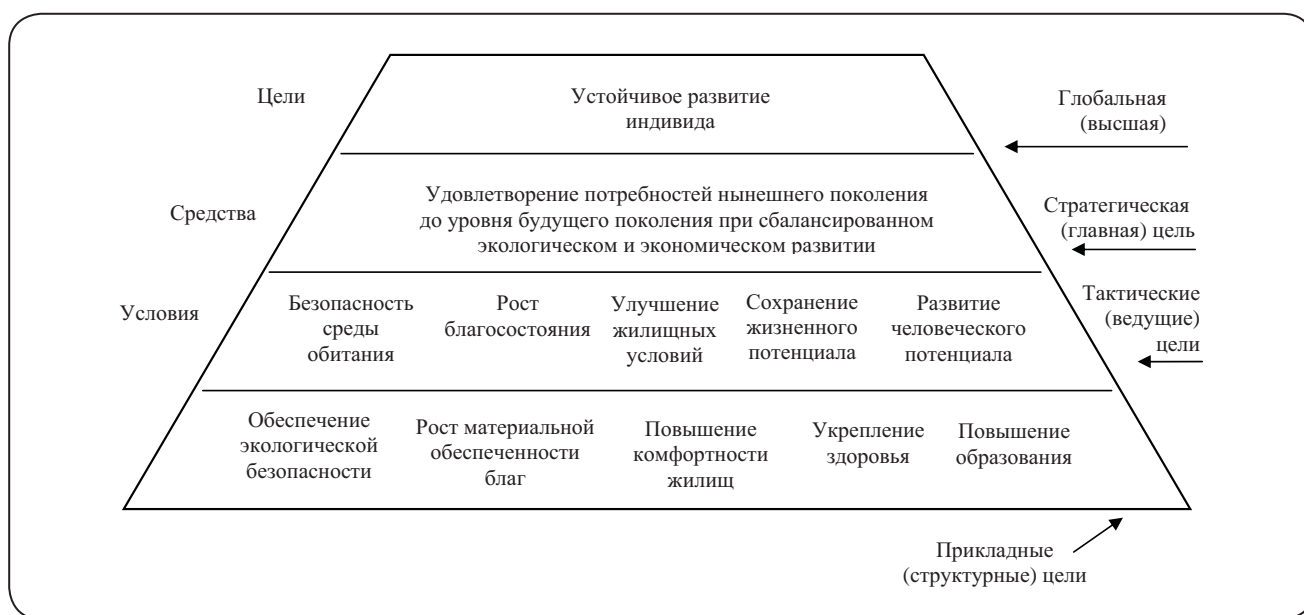 Цели
Устойчивое развитие
индивида
Глобальная
(высшая)
Средства
Удовлетворение потребностей нынешнего поколения
до уровня будущего поколения при сбалансированном
экологическом и экономическом развитии
Стратегическая
(главная) цель
Условия
Безопасность
среды
обитания
Рост
благосостояния
Улучшение
жилищных
условий
Сохранение
жизненного
потенциала
Развитие
человеческого
потенциала
Тактические
(ведущие)
цели
Обеспечение
экологической
безопасности
Рост материальной
обеспеченности
благ
Повышение
комфортности
жилищ
Укрепление
здоровья
Повышение
образования
Прикладные
(структурные) цели